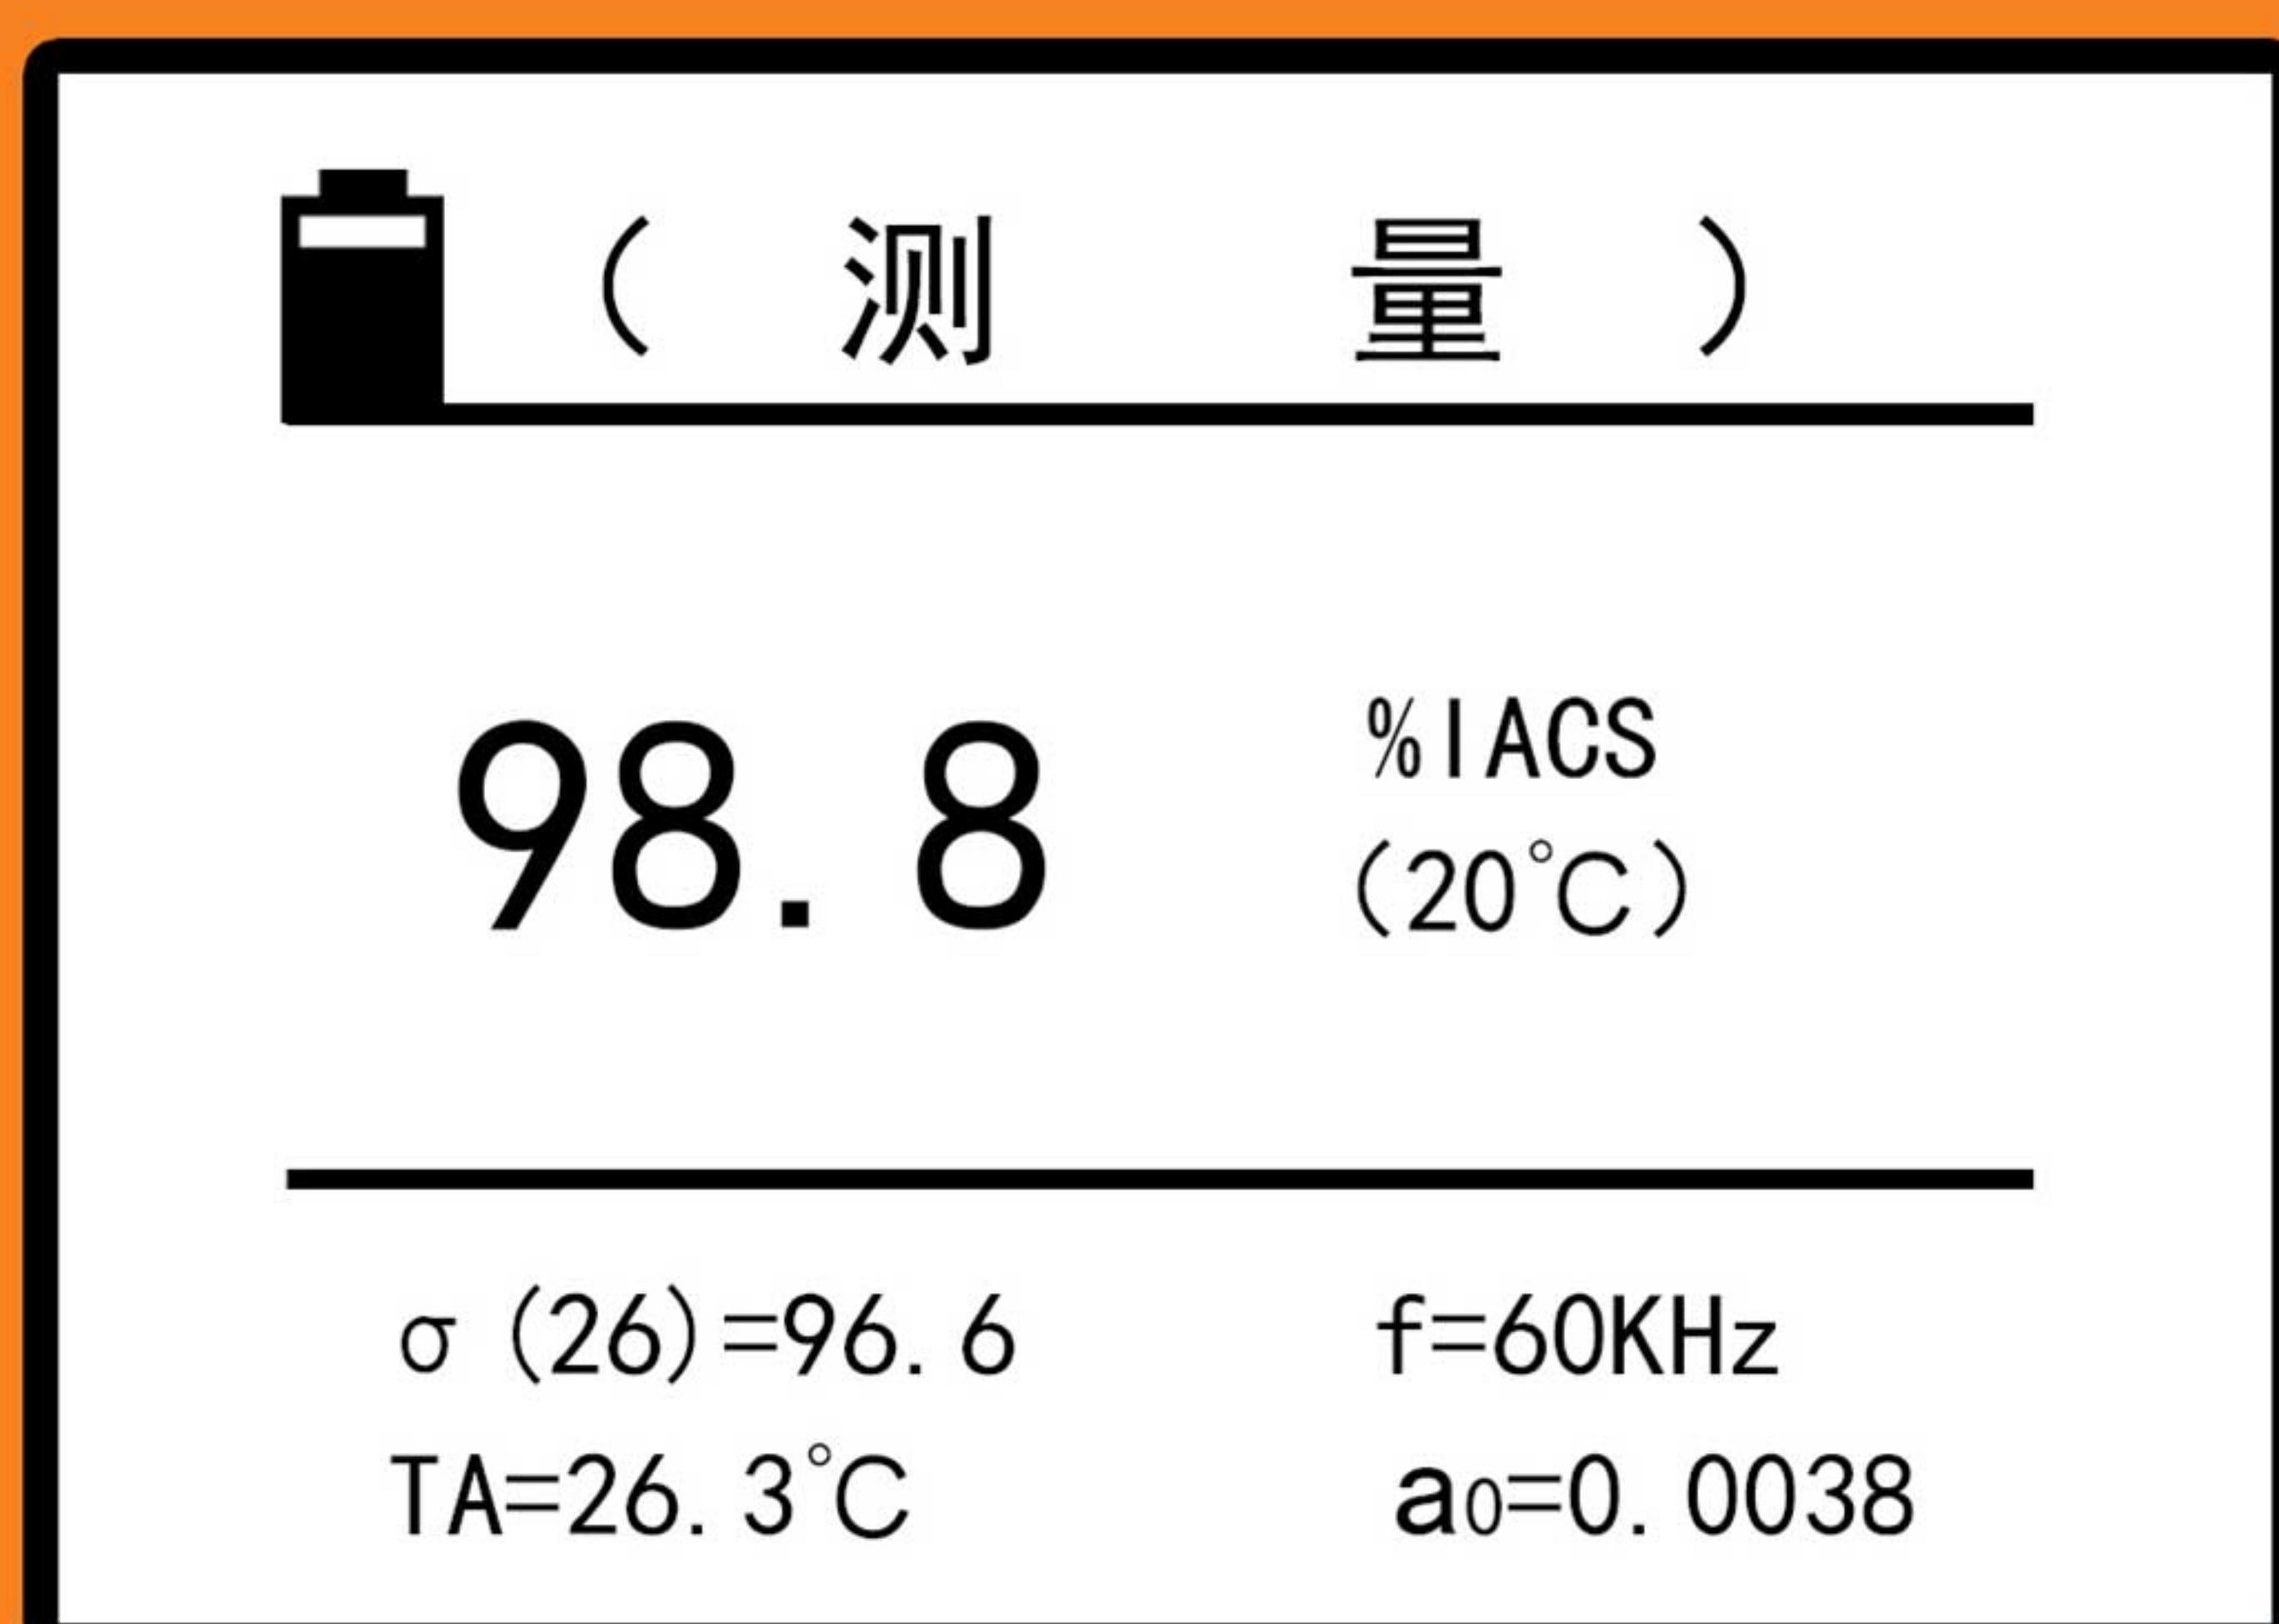 （ 测 量 ）
98.8
%IACS
(20℃)
σ(26)=96.6
f=60KHz
TA=26.3℃
a₀=0.0038